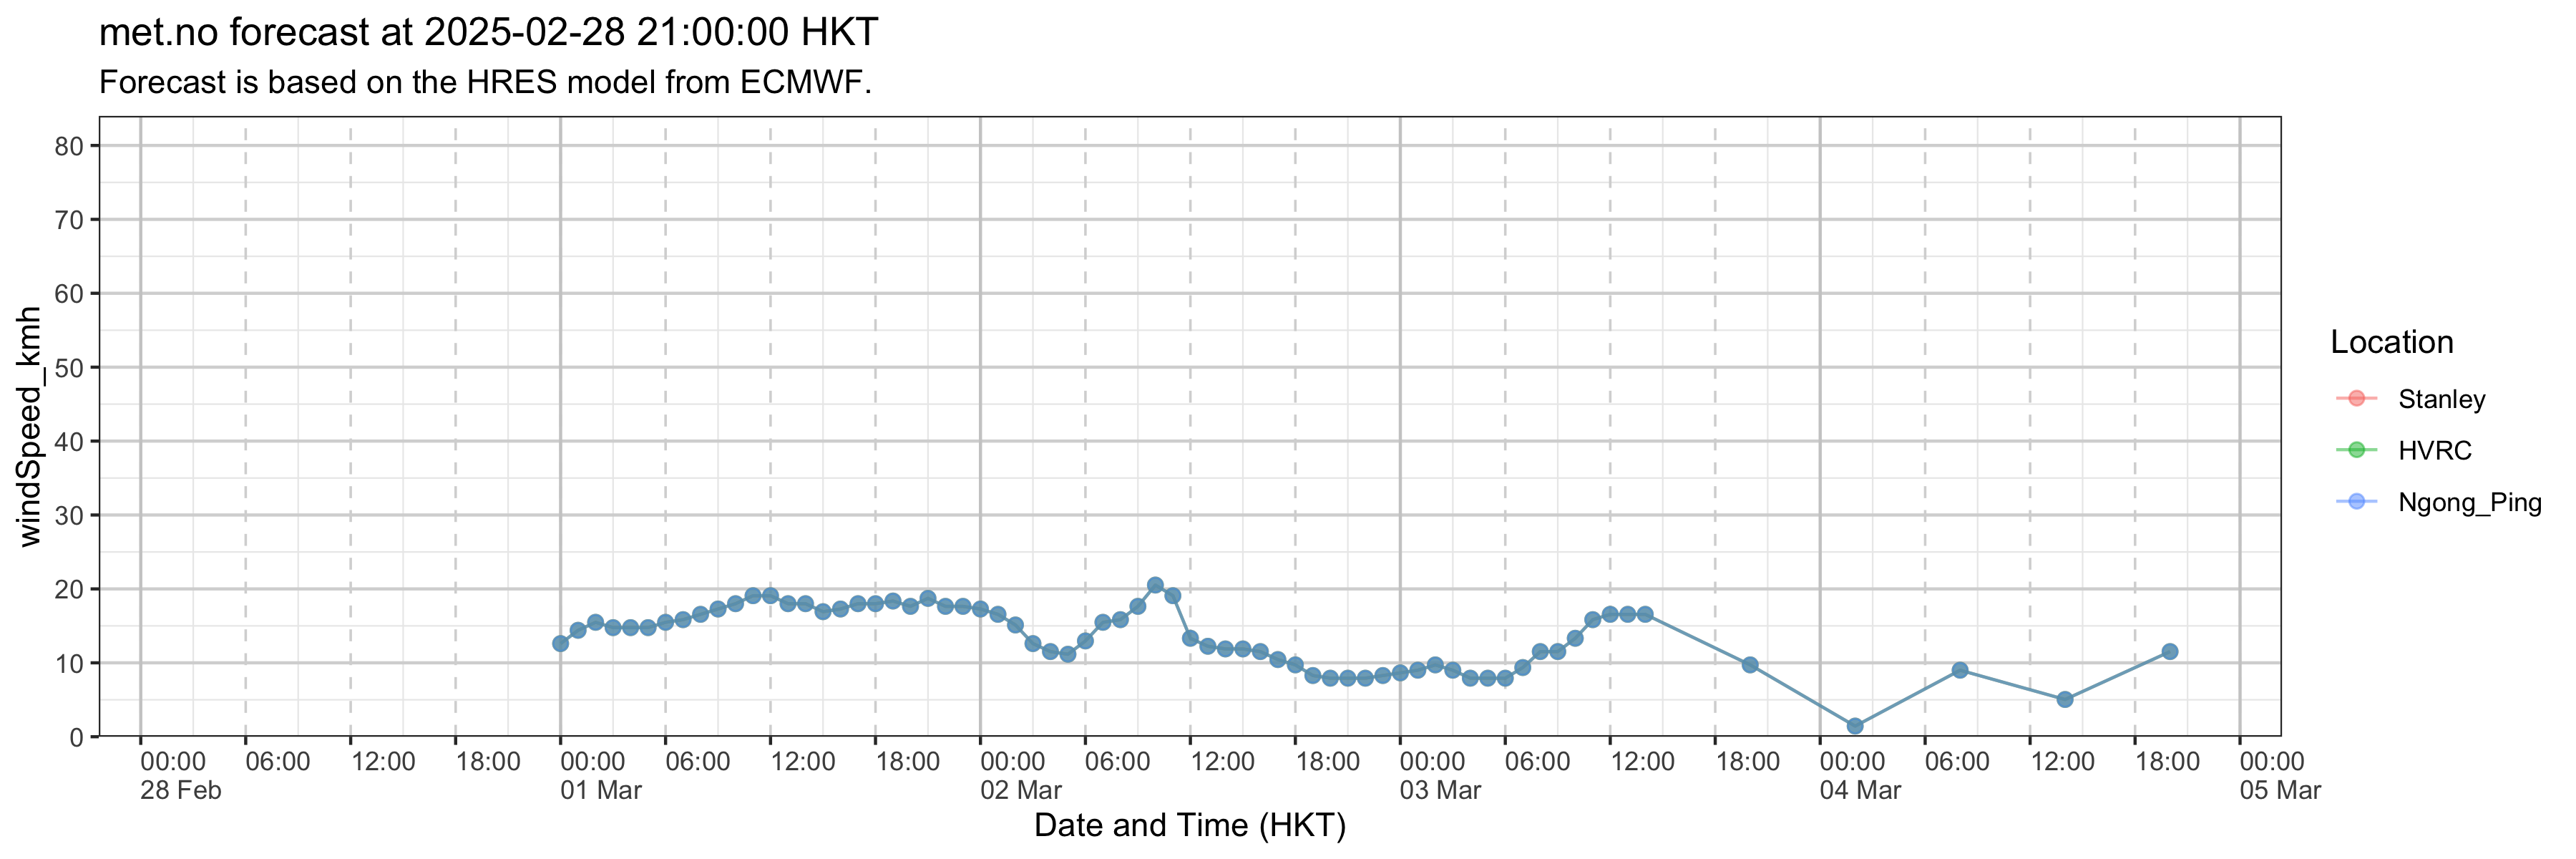 met.no forecast at 2025-02-28 21:00:00 HKT
Forecast is based on the HRES model from ECMWF.
windSpeed_kmh
80
70
60
50
40
30
20
10
0
00:00 06:00 12:00 18:00 00:00 06:00 12:00 18:00 00:00 06:00 12:00 18:00 00:00 06:00 12:00 18:00 00:00 06:00 12:00 18:00 00:00
28 Feb 01 Mar 02 Mar 03 Mar 04 Mar 05 Mar
Date and Time (HKT)
Location
Stanley
HVRC
Ngong_Ping